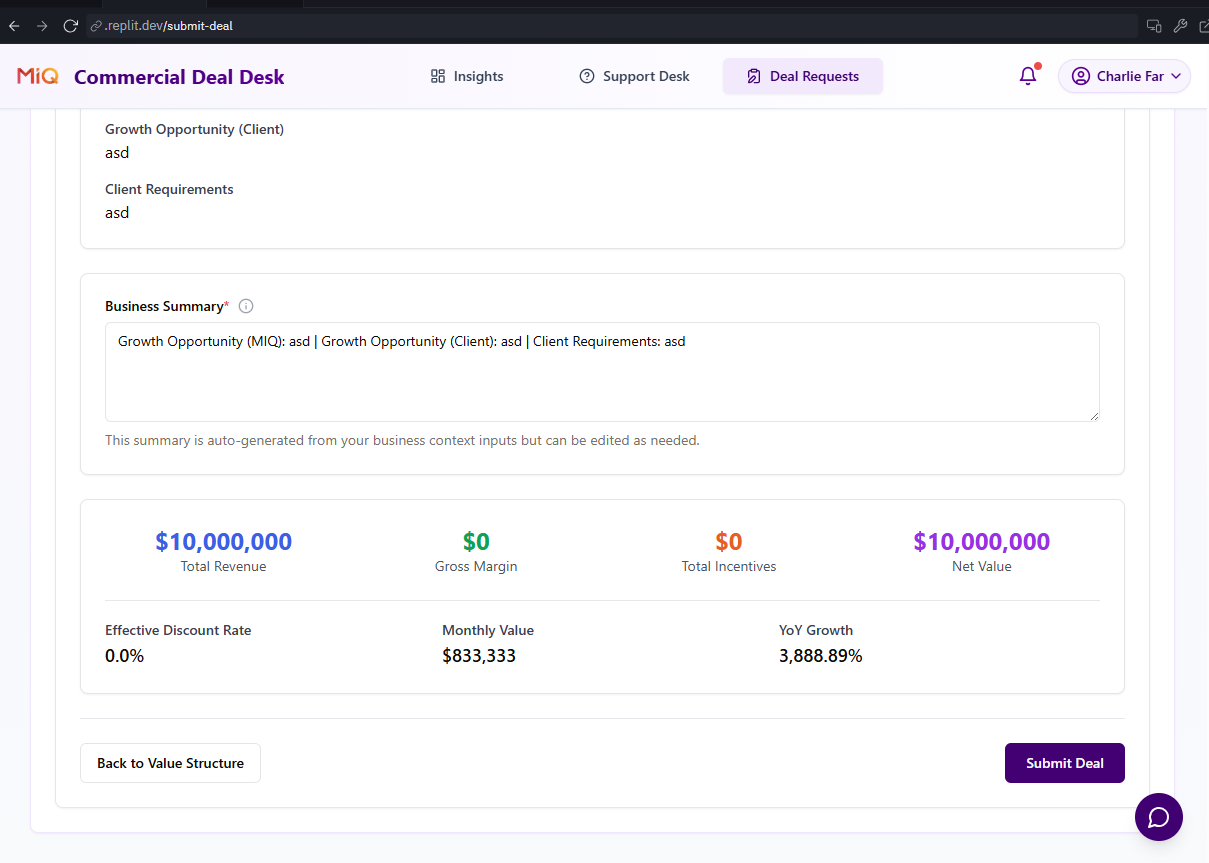 .replit.dev/submit-deal
MiQ Commercial Deal Desk
Insights
Support Desk
Deal Requests
Charlie Far
Growth Opportunity (Client)
asd
Client Requirements
asd
Business Summary*
Growth Opportunity (MIQ): asd | Growth Opportunity (Client): asd | Client Requirements: asd
This summary is auto-generated from your business context inputs but can be edited as needed.
$10,000,000
Total Revenue
$0
Gross Margin
$0
Total Incentives
$10,000,000
Net Value
Effective Discount Rate
0.0%
Monthly Value
$833,333
YoY Growth
3,888.89%
Back to Value Structure
Submit Deal